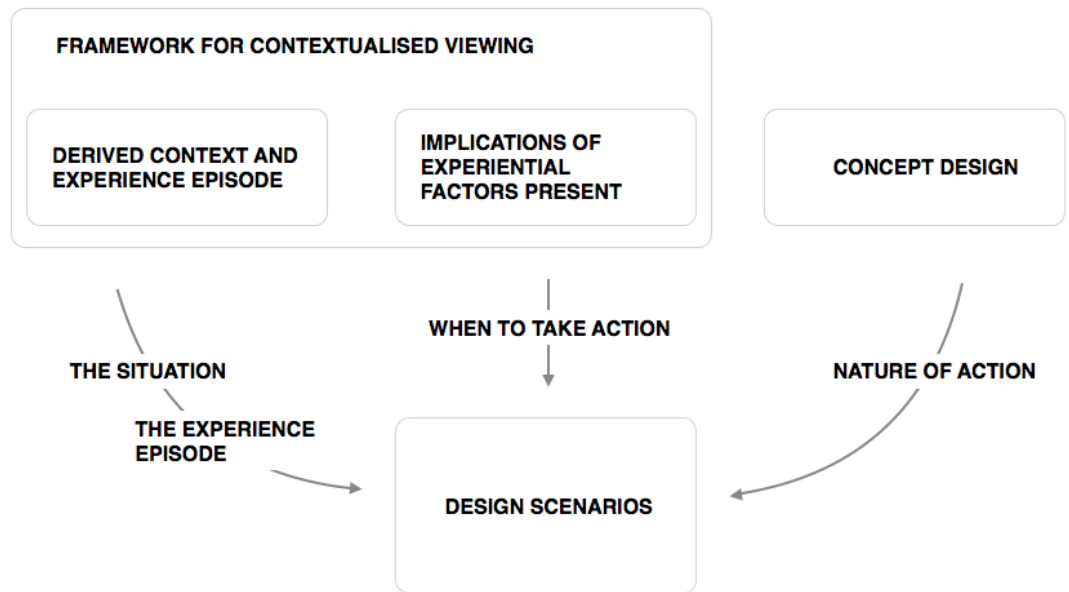 FRAMEWORK FOR CONTEXTUALISED VIEWING
DERIVED CONTEXT AND
EXPERIENCE EPISODE
IMPLICATIONS OF
EXPERIENTIAL
FACTORS PRESENT
CONCEPT DESIGN
WHEN TO TAKE ACTION
THE SITUATION
NATURE OF ACTION
THE EXPERIENCE
EPISODE
DESIGN SCENARIOS